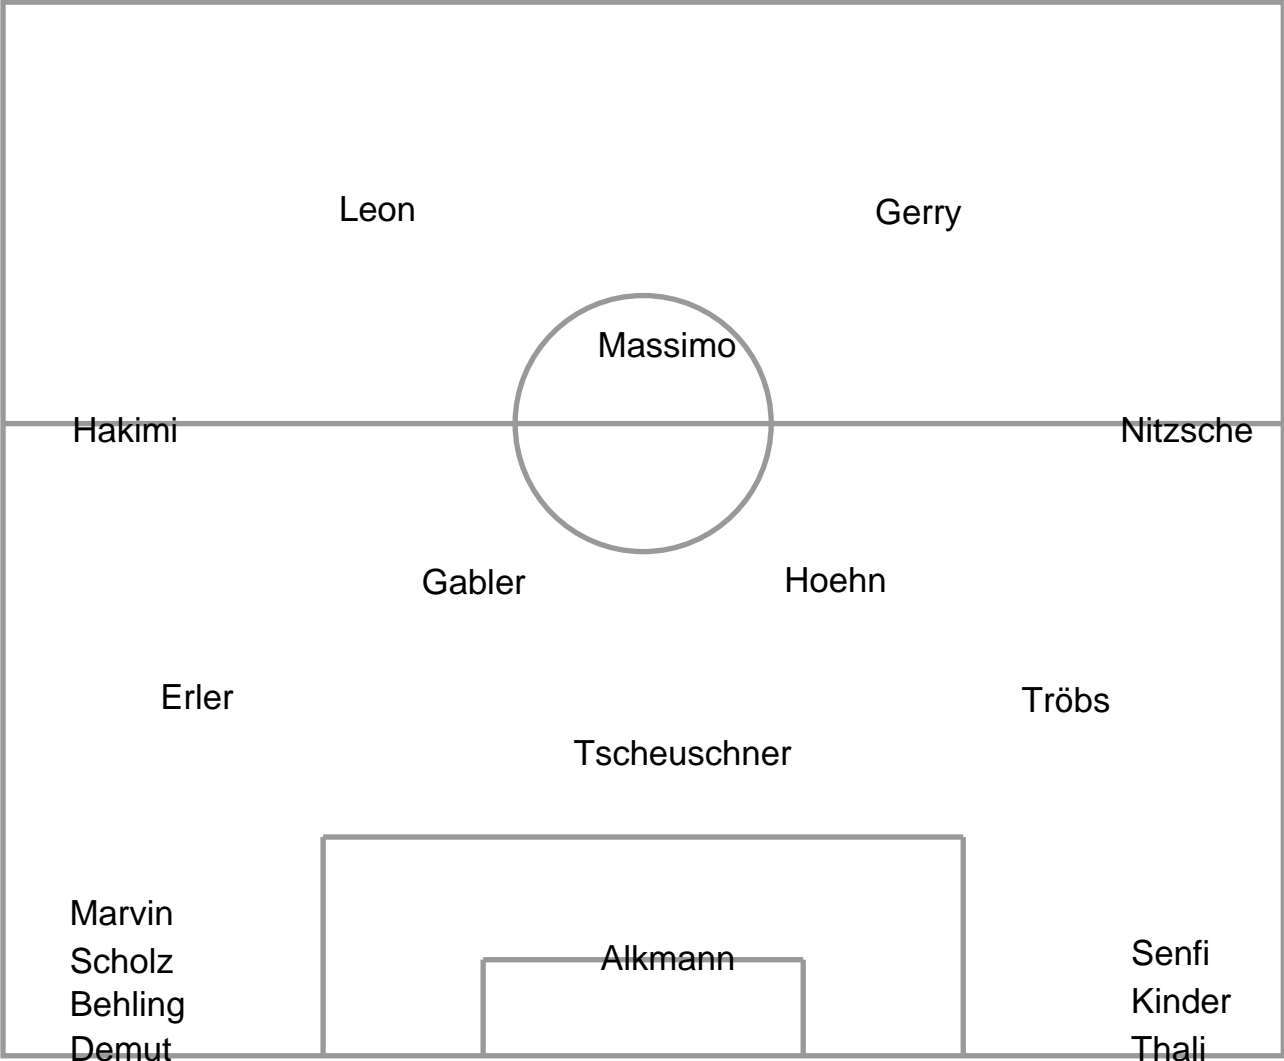 Leon
Gerry
Massimo
Hakimi
Nitzsche
Gabler
Hoehn
Erler
Tröbs
Tscheuschner
Marvin
Scholz
Behling
Demut
Alkmann
Senfi
Kinder
Thali